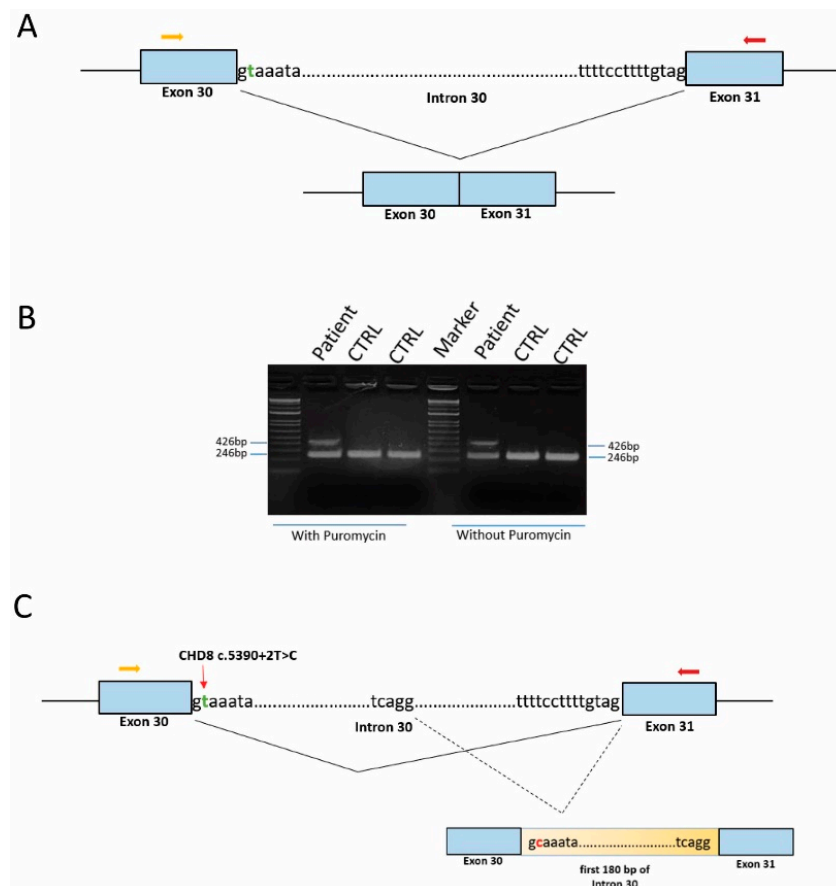 A
gtaaata.......................................................ttttccttttgtag
Exon 30
Intron 30
Exon 31
Exon 30
Exon 31
B
Patient
CTRL
CTRL
Marker
Patient
CTRL
CTRL
426bp
246bp
426bp
246bp
With Puromycin
Without Puromycin
C
CHD8 c.5390+2T>C
gtaaata.......................tcagg.......................ttttccttttgtag
Exon 30
Intron 30
Exon 31
gcaaata............................tcagg
Exon 30
Exon 31
first 180 bp of
Intron 30